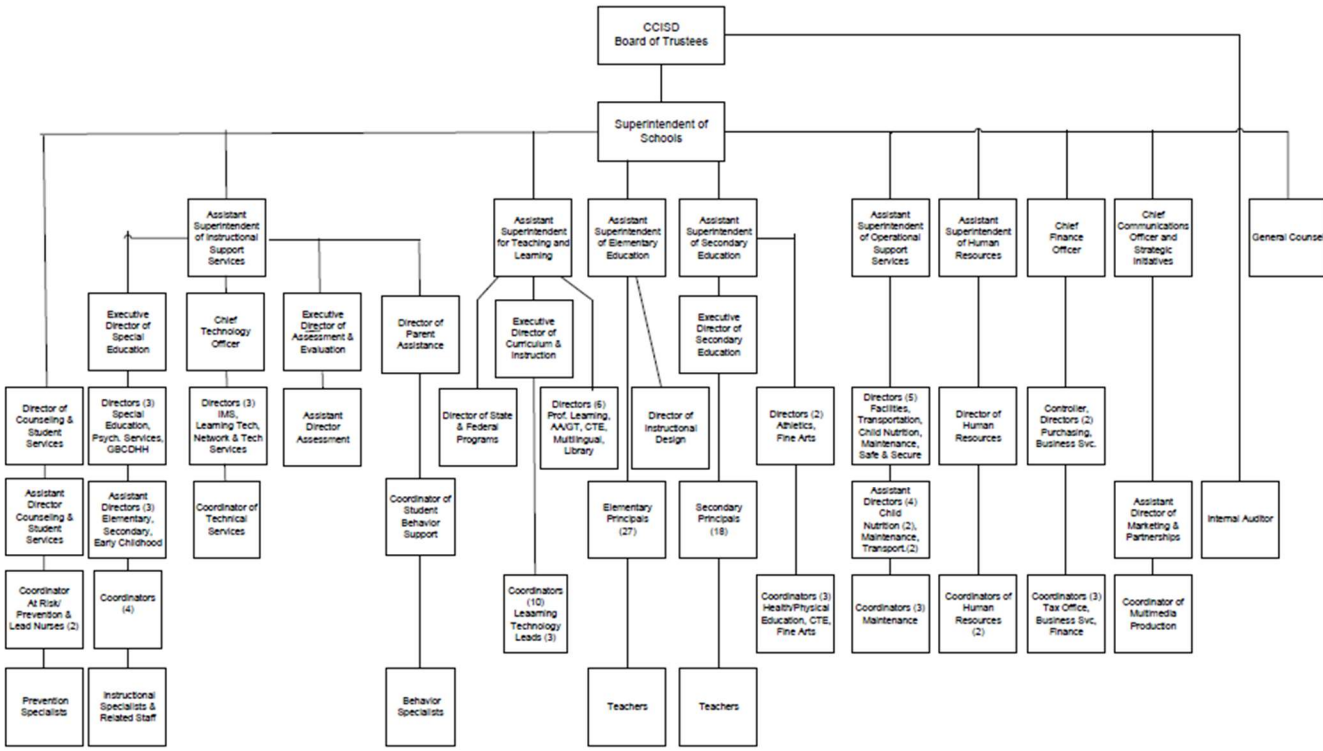 CCISD
Board of Trustees
Superintendent of
Schools
Assistant
Superintendent
of Instructional
Support
Services
Assistant
Superintendent
for Teaching and
Learning
Assistant
Superintendent
of Elementary
Education
Assistant
Superintendent
of Secondary
Education
Assistant
Superintendent
of Operational
Support
Services
Assistant
Superintendent
of Human
Resources
Chief
Finance
Officer
Chief
Communications
Officer and
Strategic
Initiatives
General Counsel
Executive
Director of
Special
Education
Chief
Technology
Officer
Executive
Director of
Assessment &
Evaluation
Director of
Parent
Assistance
Executive
Director of
Curriculum &
Instruction
Executive
Director of
Secondary
Education
Director of
Counseling &
Student
Services
Directors (3)
Special
Education,
Psych. Services,
GBCDHH
Directors (3)
IMS,
Learning Tech,
Network & Tech
Services
Assistant
Director
Assessment
Director of State
& Federal
Programs
Directors (6)
Prof. Learning,
AA/GT, CTE,
Multilingual,
Library
Director of
Instructional
Design
Directors (2)
Athletics,
Fine Arts
Directors (5)
Facilities,
Transportation,
Child Nutrition,
Maintenance,
Safe & Secure
Director of
Human
Resources
Controller,
Directors (2)
Purchasing,
Business Svc.
Assistant
Director
Counseling &
Student
Services
Assistant
Directors (3)
Elementary,
Secondary,
Early Childhood
Coordinator of
Technical
Services
Coordinator of
Student
Behavior
Support
Elementary
Principals
(27)
Secondary
Principals
(18)
Assistant
Directors (4)
Child
Nutrition (2),
Maintenance,
Transport.(2)
Assistant
Director of
Marketing &
Partnerships
Internal Auditor
Coordinator
At Risk/
Prevention &
Lead Nurses (2)
Coordinators
(4)
Coordinators
(10)
Leaarning
Technology
Leads (3)
Coordinators (3)
Health/Physical
Education, CTE,
Fine Arts
Coordinators (3)
Maintenance
Coordinators of
Human
Resources
(2)
Coordinators (3)
Tax Office,
Business Svc,
Finance
Coordinator of
Multimedia
Production
Prevention
Specialists
Instructional
Specialists &
Related Staff
Behavior
Specialists
Teachers
Teachers